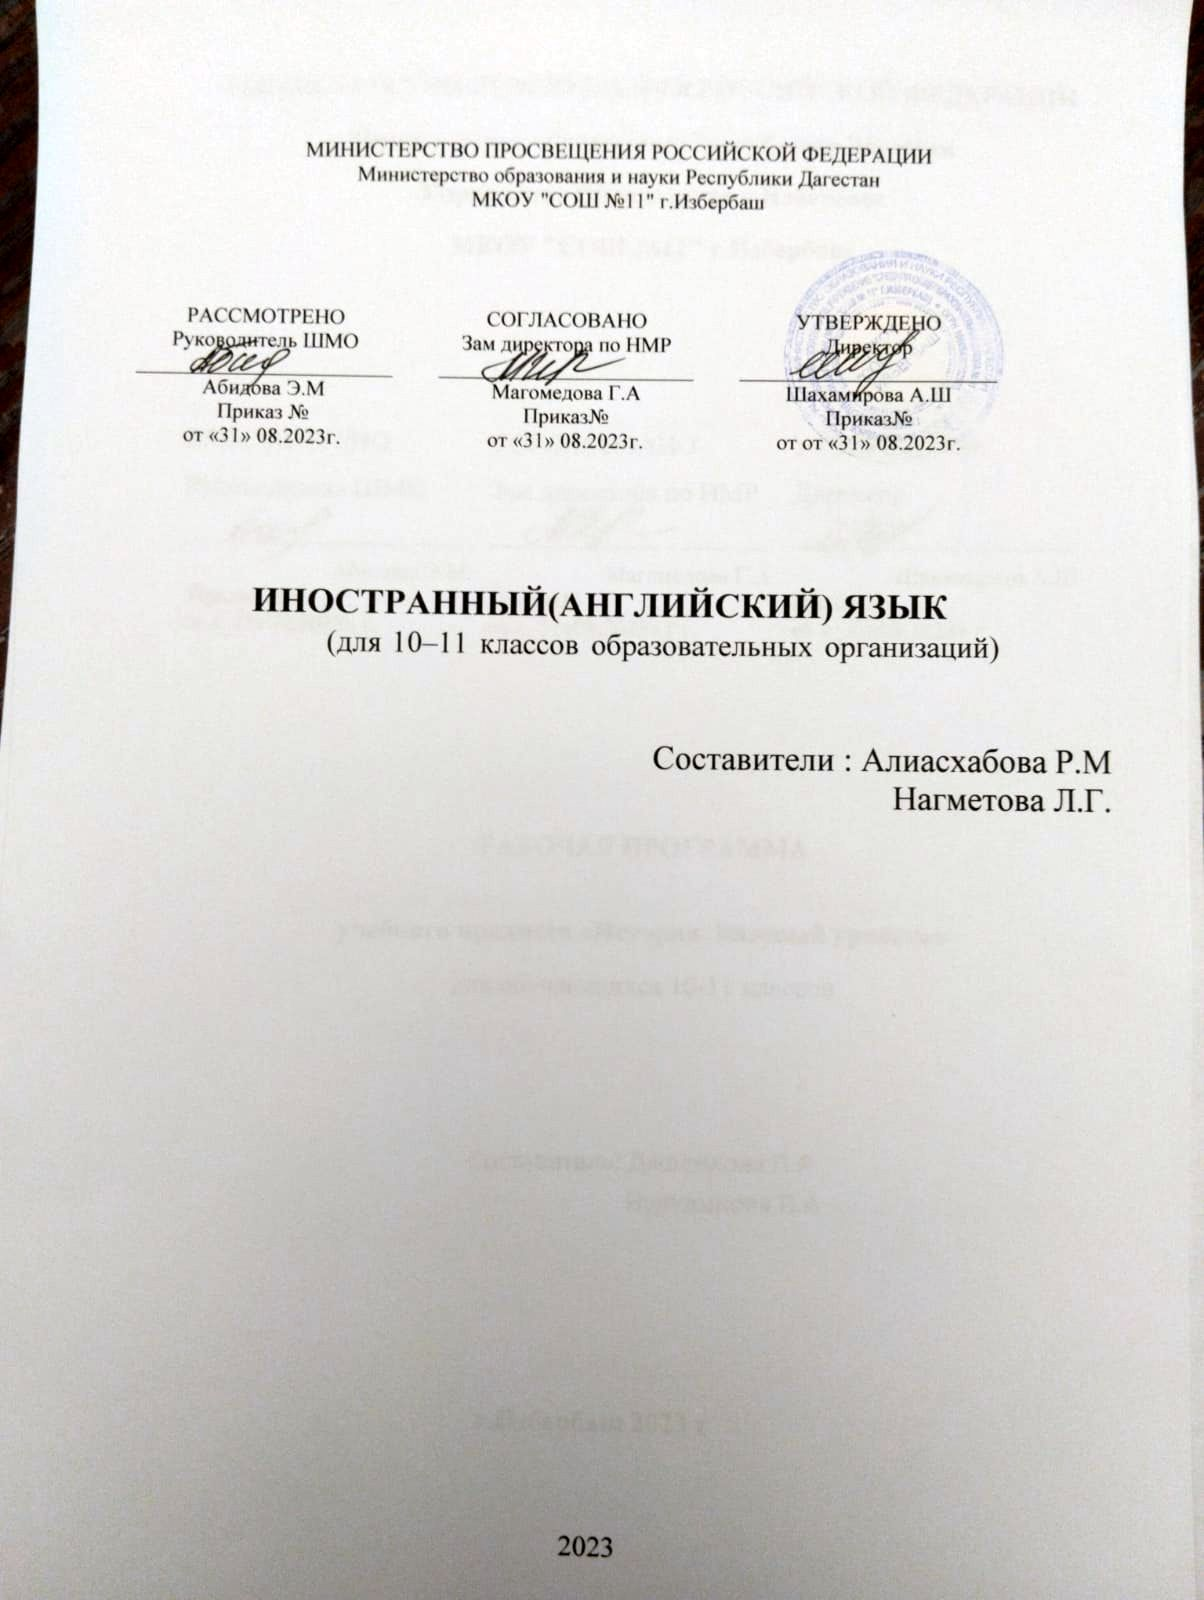 МИНИСТЕРСТВО ПРОСВЕЩЕНИЯ РОССИЙСКОЙ ФЕДЕРАЦИИ
Министерство образования и науки Республики Дагестан
МКОУ "СОШ №11" г.Избербаш
РАССМОТРЕНО
Руководитель ШМО
Абидова Э.М
Приказ №
от «31» 08.2023г.
СОГЛАСОВАНО
Зам директора по НМР
Магомедова Г.А
Приказ№
от «31» 08.2023г.
УТВЕРЖДЕНО
Директор
Шахамирова А.Ш
Приказ№
от от «31» 08.2023г.
ИНОСТРАННЫЙ(АНГЛИЙСКИЙ) ЯЗЫК
(для 10–11 классов образовательных организаций)
Составители : Алиасхабова Р.М
Нагметова Л.Г.
2023